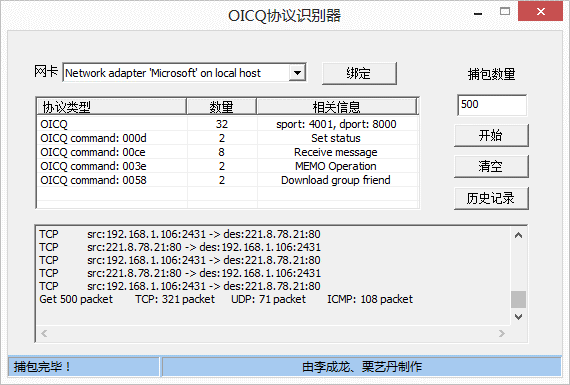 OICQ协议识别器
网卡 Network adapter 'Microsoft' on local host 绑定 捕包数量
500
协议类型 数量 相关信息
OICQ 32 sport: 4001, dport: 8000
OICQ command: 000d 2 Set status
OICQ command: 00ce 8 Receive message
OICQ command: 003e 2 MEMO Operation
OICQ command: 0058 2 Download group friend
开始
清空
历史记录
TCP src:192.168.1.106:2431 -> des:221.8.78.21:80
TCP src:221.8.78.21:80 -> des:192.168.1.106:2431
TCP src:192.168.1.106:2431 -> des:221.8.78.21:80
TCP src:221.8.78.21:80 -> des:192.168.1.106:2431
TCP src:192.168.1.106:2431 -> des:221.8.78.21:80
Get 500 packet TCP: 321 packet UDP: 71 packet ICMP: 108 packet
捕包完毕！ 由李成龙、栗艺丹制作